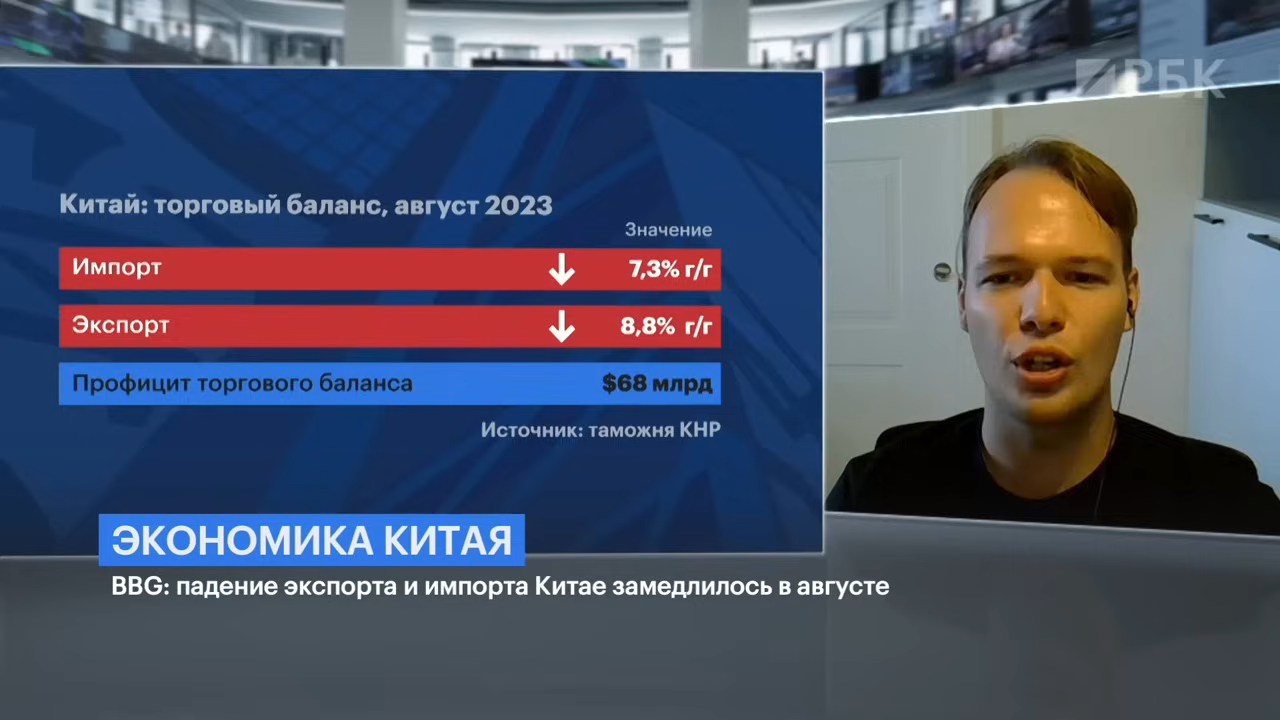 РБК
Китай: торговый баланс, август 2023
Значение
Импорт ↓ 7,3% г/г
Экспорт ↓ 8,8% г/г
Профицит торгового баланса $68 млрд
Источник: таможня КНР
ЭКОНОМИКА КИТАЯ
BBG: падение экспорта и импорта Китае замедлилось в августе